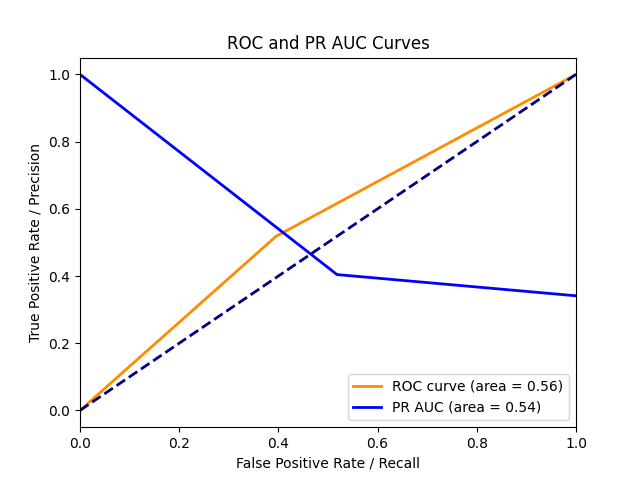 ROC and PR AUC Curves
True Positive Rate / Precision
1.0
0.8
0.6
0.4
0.2
0.0
0.0 0.2 0.4 0.6 0.8 1.0
False Positive Rate / Recall
ROC curve (area = 0.56)
PR AUC (area = 0.54)